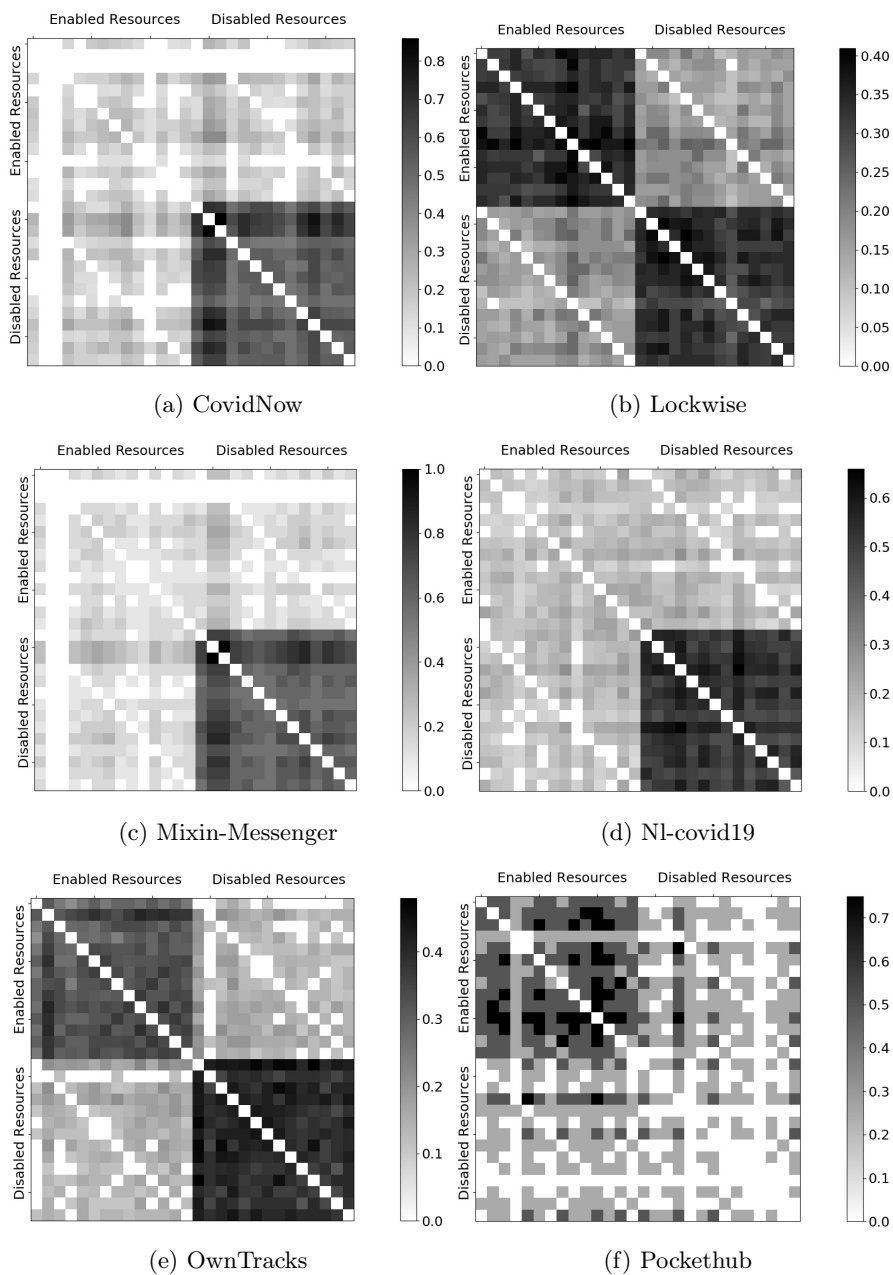 Enabled Resources Disabled Resources
Enabled Resources
Disabled Resources
0.8
0.7
0.6
0.5
0.4
0.3
0.2
0.1
0.0
(a) CovidNow
Enabled Resources Disabled Resources
Enabled Resources
Disabled Resources
0.40
0.35
0.30
0.25
0.20
0.15
0.10
0.05
0.00
(b) Lockwise
Enabled Resources Disabled Resources
Enabled Resources
Disabled Resources
1.0
0.8
0.6
0.4
0.2
0.0
(c) Mixin-Messenger
Enabled Resources Disabled Resources
Enabled Resources
Disabled Resources
0.6
0.5
0.4
0.3
0.2
0.1
0.0
(d) Nl-covid19
Enabled Resources Disabled Resources
Enabled Resources
Disabled Resources
0.4
0.3
0.2
0.1
0.0
(e) OwnTracks
Enabled Resources Disabled Resources
Enabled Resources
Disabled Resources
0.7
0.6
0.5
0.4
0.3
0.2
0.1
0.0
(f) Pockethub